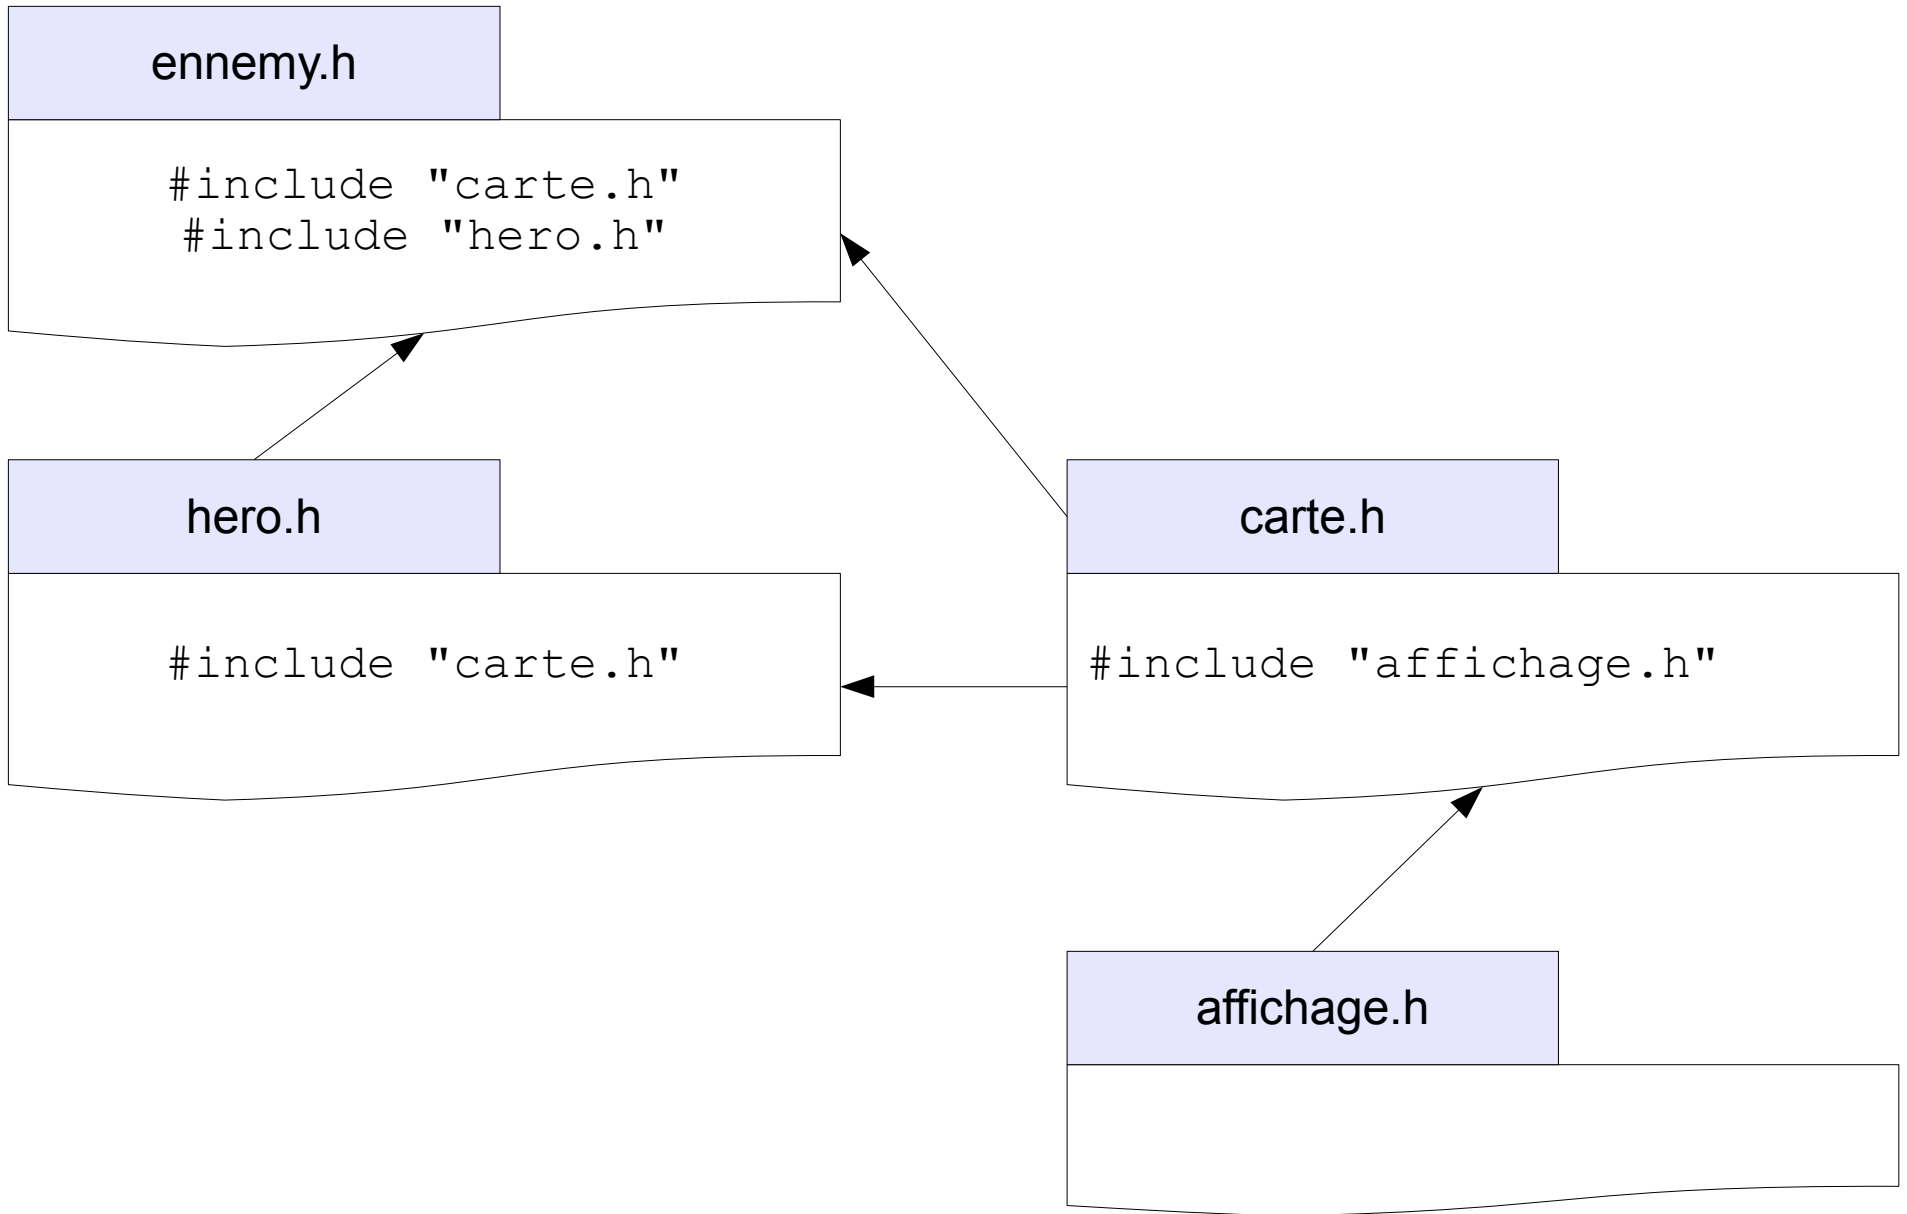 ennemy.h
#include "carte.h"
#include "hero.h"
hero.h
#include "carte.h"
carte.h
#include "affichage.h"
affichage.h